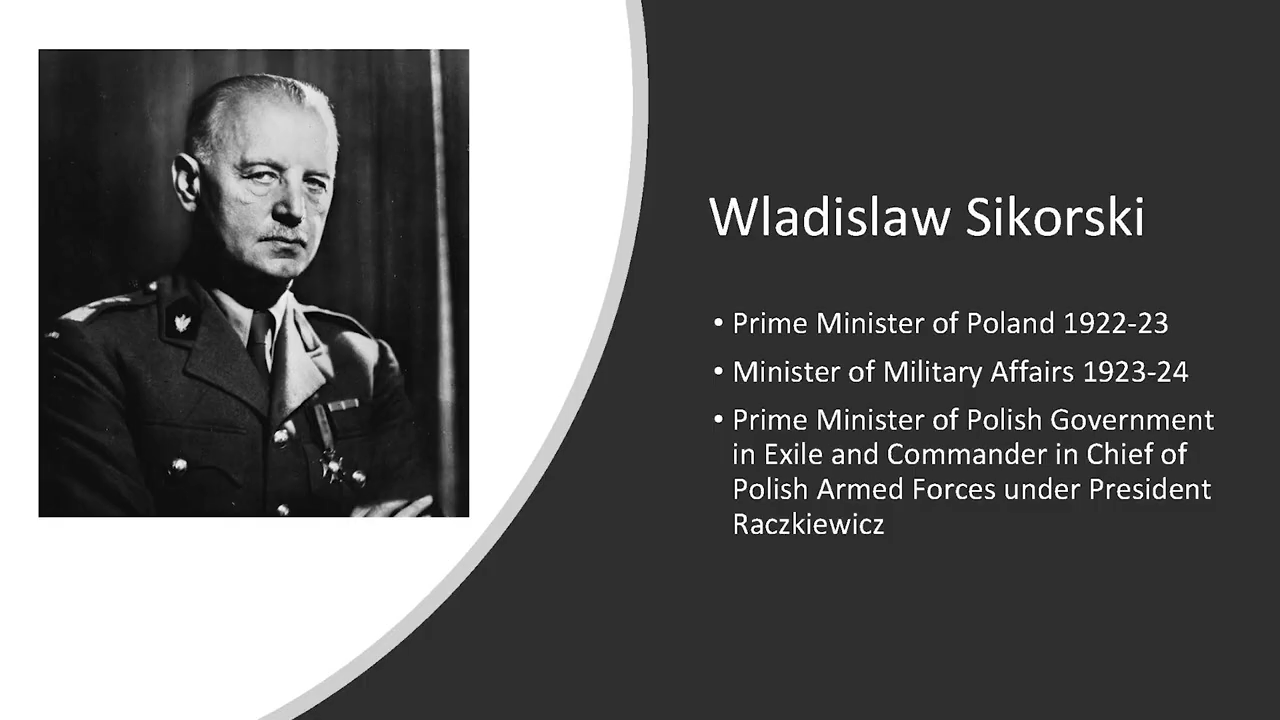 Wladislaw Sikorski
• Prime Minister of Poland 1922-23
• Minister of Military Affairs 1923-24
• Prime Minister of Polish Government
in Exile and Commander in Chief of
Polish Armed Forces under President
Raczkiewicz